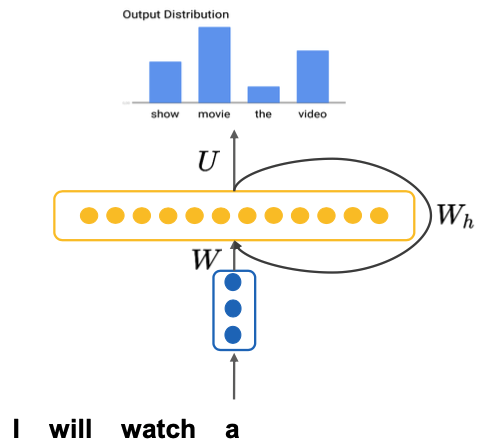 Output Distribution
show movie the video
U
W_h
W
I will watch a